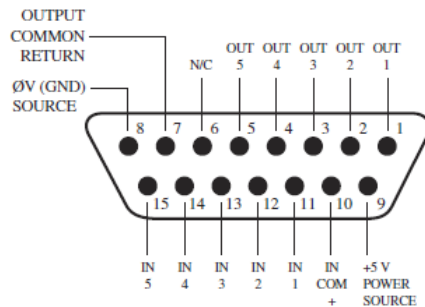 OUTPUT
COMMON
RETURN
ØV (GND)
SOURCE
N/C
OUT
5
OUT
4
OUT
3
OUT
2
OUT
1
8 7 6 5 4 3 2 1
15 14 13 12 11 10 9
IN
5
IN
4
IN
3
IN
2
IN
1
IN
COM
+
+5 V
POWER
SOURCE